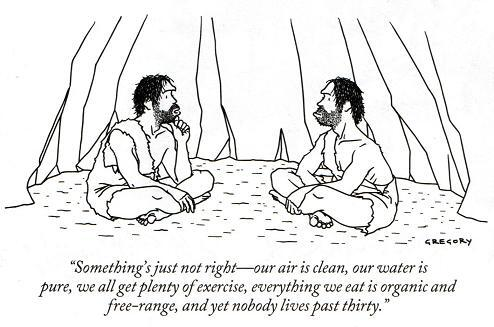 GREGORY
“Something’s just not right—our air is clean, our water is
pure, we all get plenty of exercise, everything we eat is organic and
free-range, and yet nobody lives past thirty.”